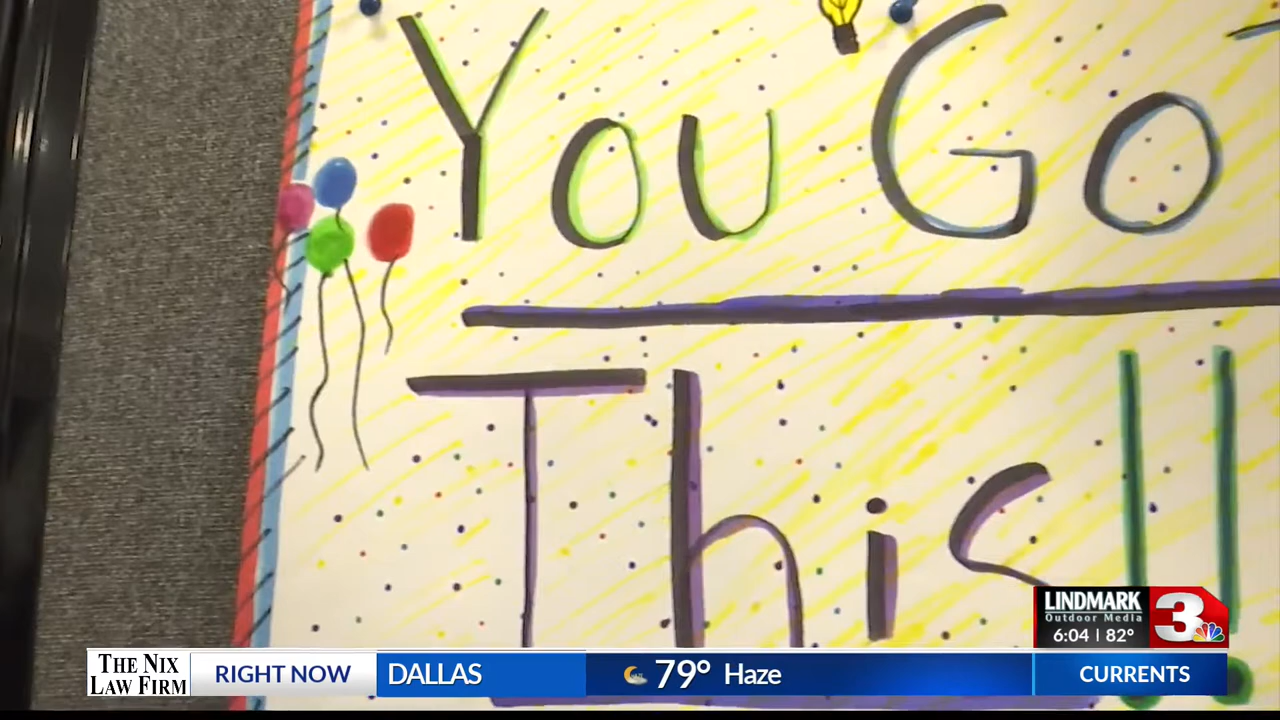 You Go
This!!
LINDMARK
Outdoor Media
6:04 | 82°
3
THE NIX
LAW FIRM
RIGHT NOW
DALLAS
79° Haze
CURRENTS